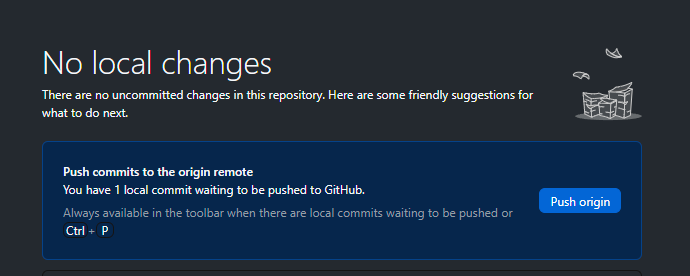 No local changes
There are no uncommitted changes in this repository. Here are some friendly suggestions for
what to do next.
Push commits to the origin remote
You have 1 local commit waiting to be pushed to GitHub.
Push origin
Always available in the toolbar when there are local commits waiting to be pushed or
Ctrl + P